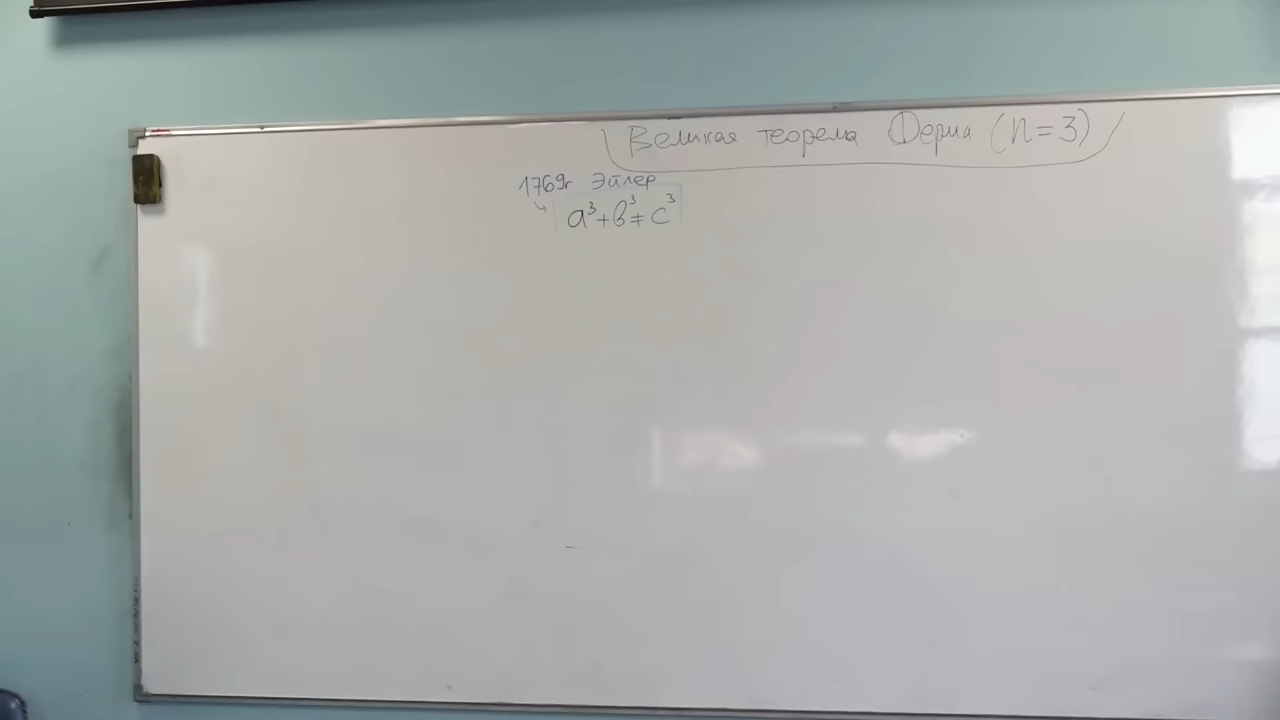 Великая теорема Ферма (n=3)
1769г Эйлер
a³+b³≠c³